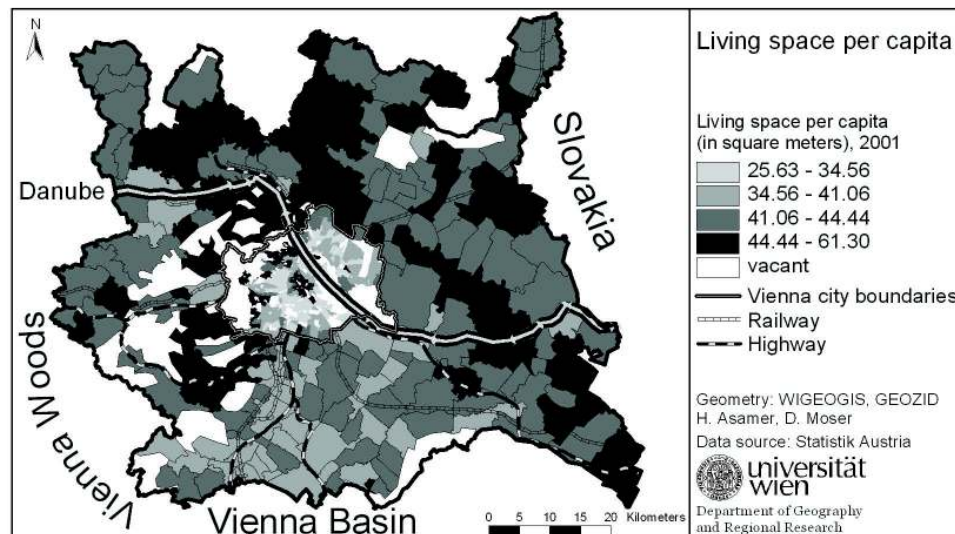 N
Danube
Slovakia
Vienna Woods
Vienna Basin
0 5 10 15 20 Kilometers
Living space per capita
Living space per capita
(in square meters), 2001
25.63 - 34.56
34.56 - 41.06
41.06 - 44.44
44.44 - 61.30
vacant
Vienna city boundaries
Railway
Highway
Geometry: WIGEOGIS, GEOZID
H. Asamer, D. Moser
Data source: Statistik Austria
universität
wien
Department of Geography
and Regional Research